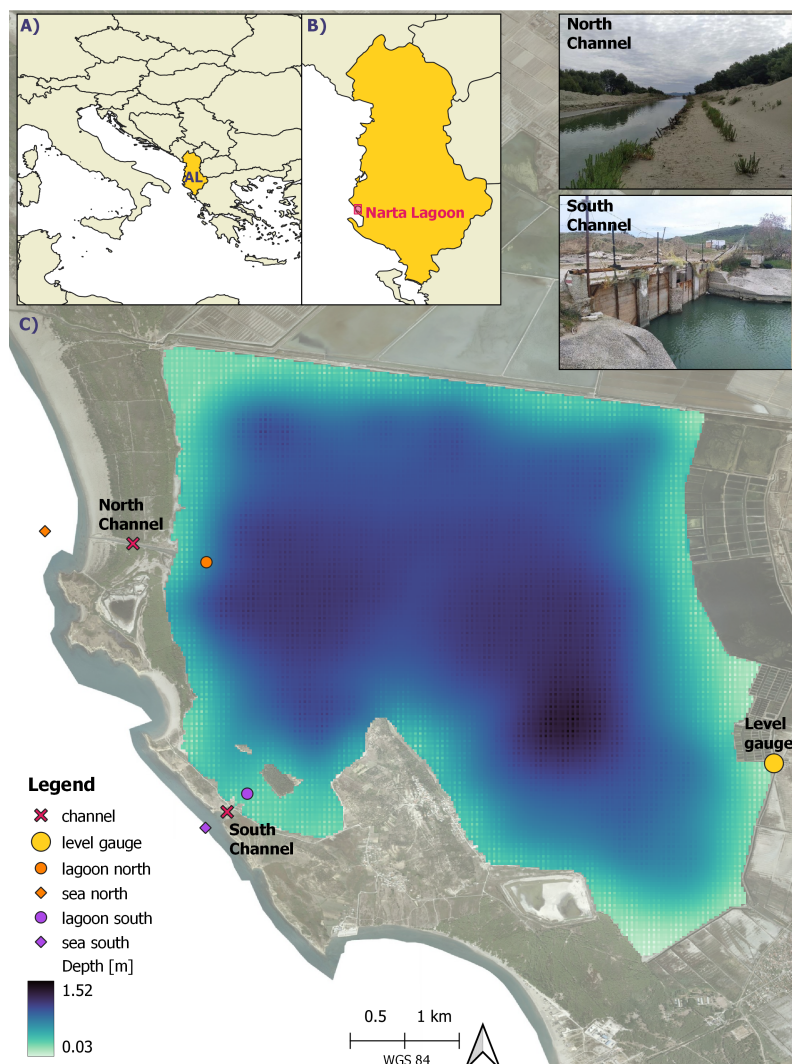 A)
AL
B)
Narta Lagoon
North
Channel
South
Channel
C)
North
Channel
Level
gauge
South
Channel
Legend
channel
level gauge
lagoon north
sea north
lagoon south
sea south
Depth [m]
1.52
0.03
0.5 1 km
WGS 84